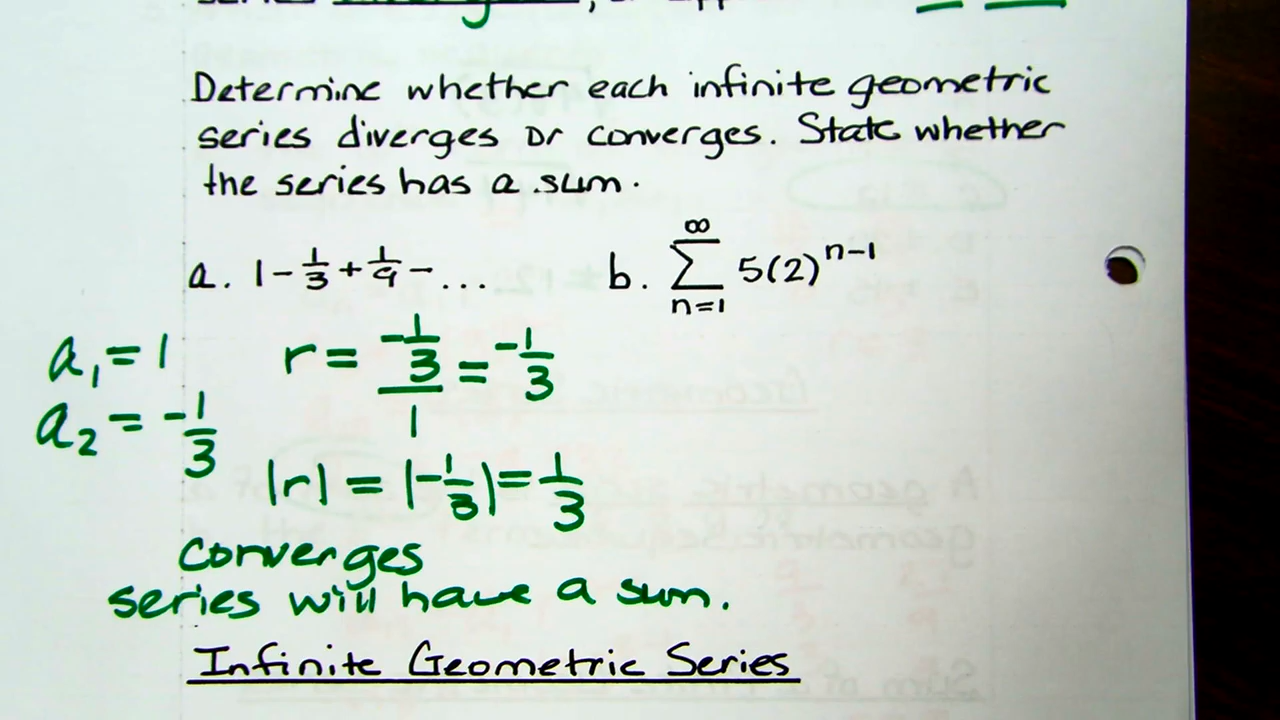 Determine whether each infinite geometric
series diverges or converges. State whether
the series has a sum.
a. 1 - 1/3 + 1/9 - ... b. ∞ ∑ n=1 5(2)^{n-1}
a₁ = 1 r = (-1/3)/1 = -1/3
a₂ = -1/3
|r| = |-1/3| = 1/3
Converges
series will have a sum.
Infinite Geometric Series